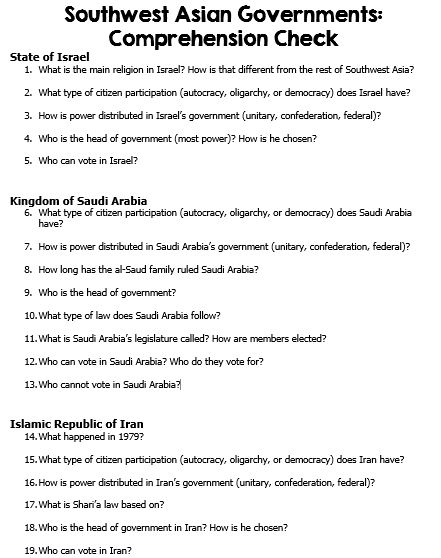 Southwest Asian Governments:
Comprehension Check
State of Israel
1. What is the main religion in Israel? How is that different from the rest of Southwest Asia?
2. What type of citizen participation (autocracy, oligarchy, or democracy) does Israel have?
3. How is power distributed in Israel's government (unitary, confederation, federal)?
4. Who is the head of government (most power)? How is he chosen?
5. Who can vote in Israel?
Kingdom of Saudi Arabia
6. What type of citizen participation (autocracy, oligarchy, or democracy) does Saudi Arabia
have?
7. How is power distributed in Saudi Arabia's government (unitary, confederation, federal)?
8. How long has the al-Saud family ruled Saudi Arabia?
9. Who is the head of government?
10. What type of law does Saudi Arabia follow?
11. What is Saudi Arabia's legislature called? How are members elected?
12. Who can vote in Saudi Arabia? Who do they vote for?
13. Who cannot vote in Saudi Arabia?
Islamic Republic of Iran
14. What happened in 1979?
15. What type of citizen participation (autocracy, oligarchy, or democracy) does Iran have?
16. How is power distributed in Iran's government (unitary, confederation, federal)?
17. What is Shari'a law based on?
18. Who is the head of government in Iran? How is he chosen?
19. Who can vote in Iran?